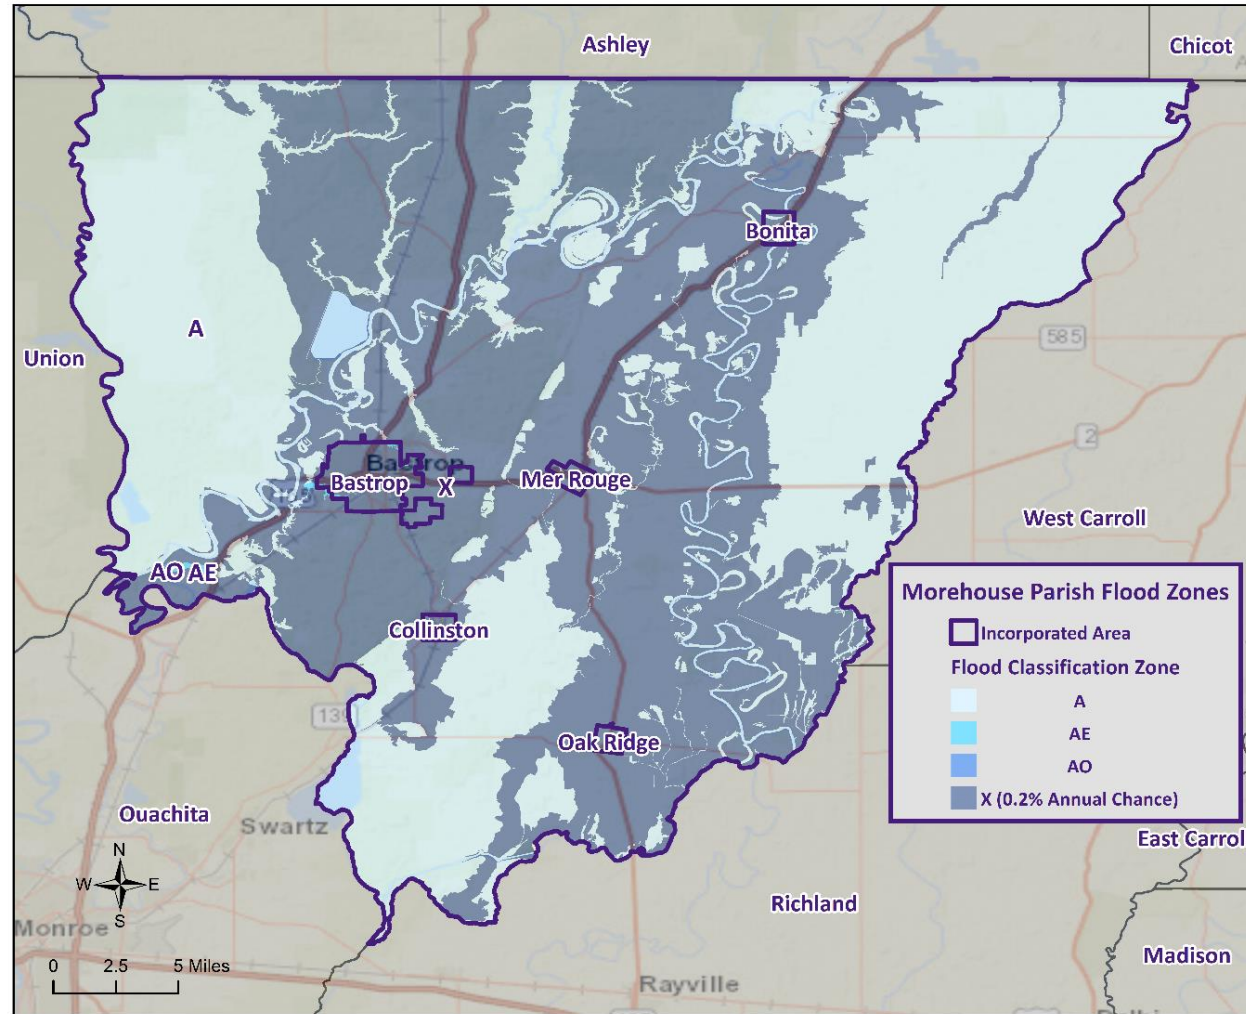 Ashley
Chicot
Bonita
A
Union
585
2
Bastrop
Bastrop
X
Mer Rouge
West Carroll
AO AE
Morehouse Parish Flood Zones
Incorporated Area
Flood Classification Zone
A
AE
AO
X (0.2% Annual Chance)
Collinston
139
Oak Ridge
Ouachita
Swartz
East Carrol
N
W E
S
Richland
Monroe
Madison
0 2.5 5 Miles
Rayville